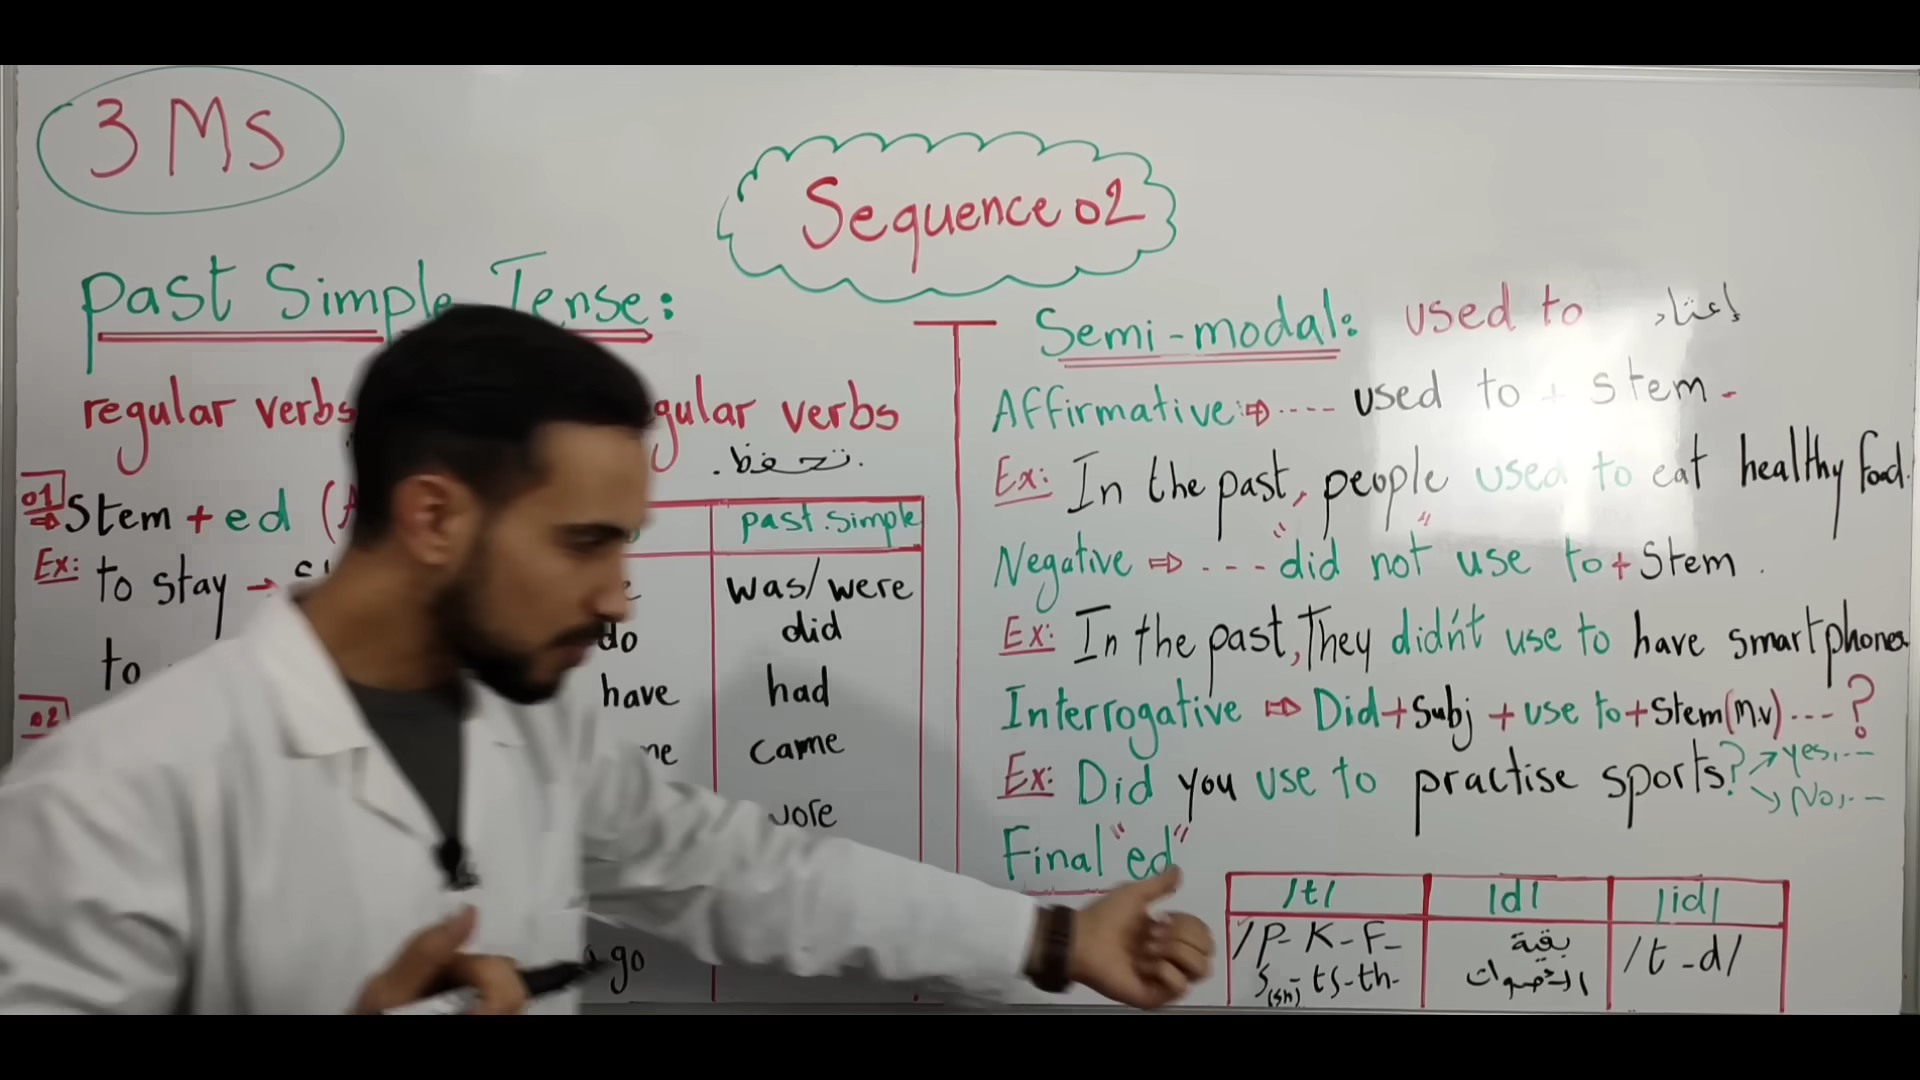 3 Ms
Sequence 02
Past Simple Tense:
regular verbs
gular verbs
تحفظ.
01
⇒ Stem + ed (A
Ex: to stay →
to
02
past.simple
was/were
do did
have had
me came
wore
go
Semi-modal: used to إعتاد
Affirmative ⇒ .... used to + stem.
Ex: In the past, people used to eat healthy food.
Negative ⇒ .... "did not" use to + Stem.
Ex: In the past, They didn't use to have smartphones
Interrogative ⇒ Did + Subj + use to + Stem (m.v) .... ?
Ex: Did you use to practise sports? → yes, --
↘ No, --
Final "ed"
/t/ /d/ /id/
/p- K- F- بقية /t - d/
s (sh) - ts - th- الأصوات